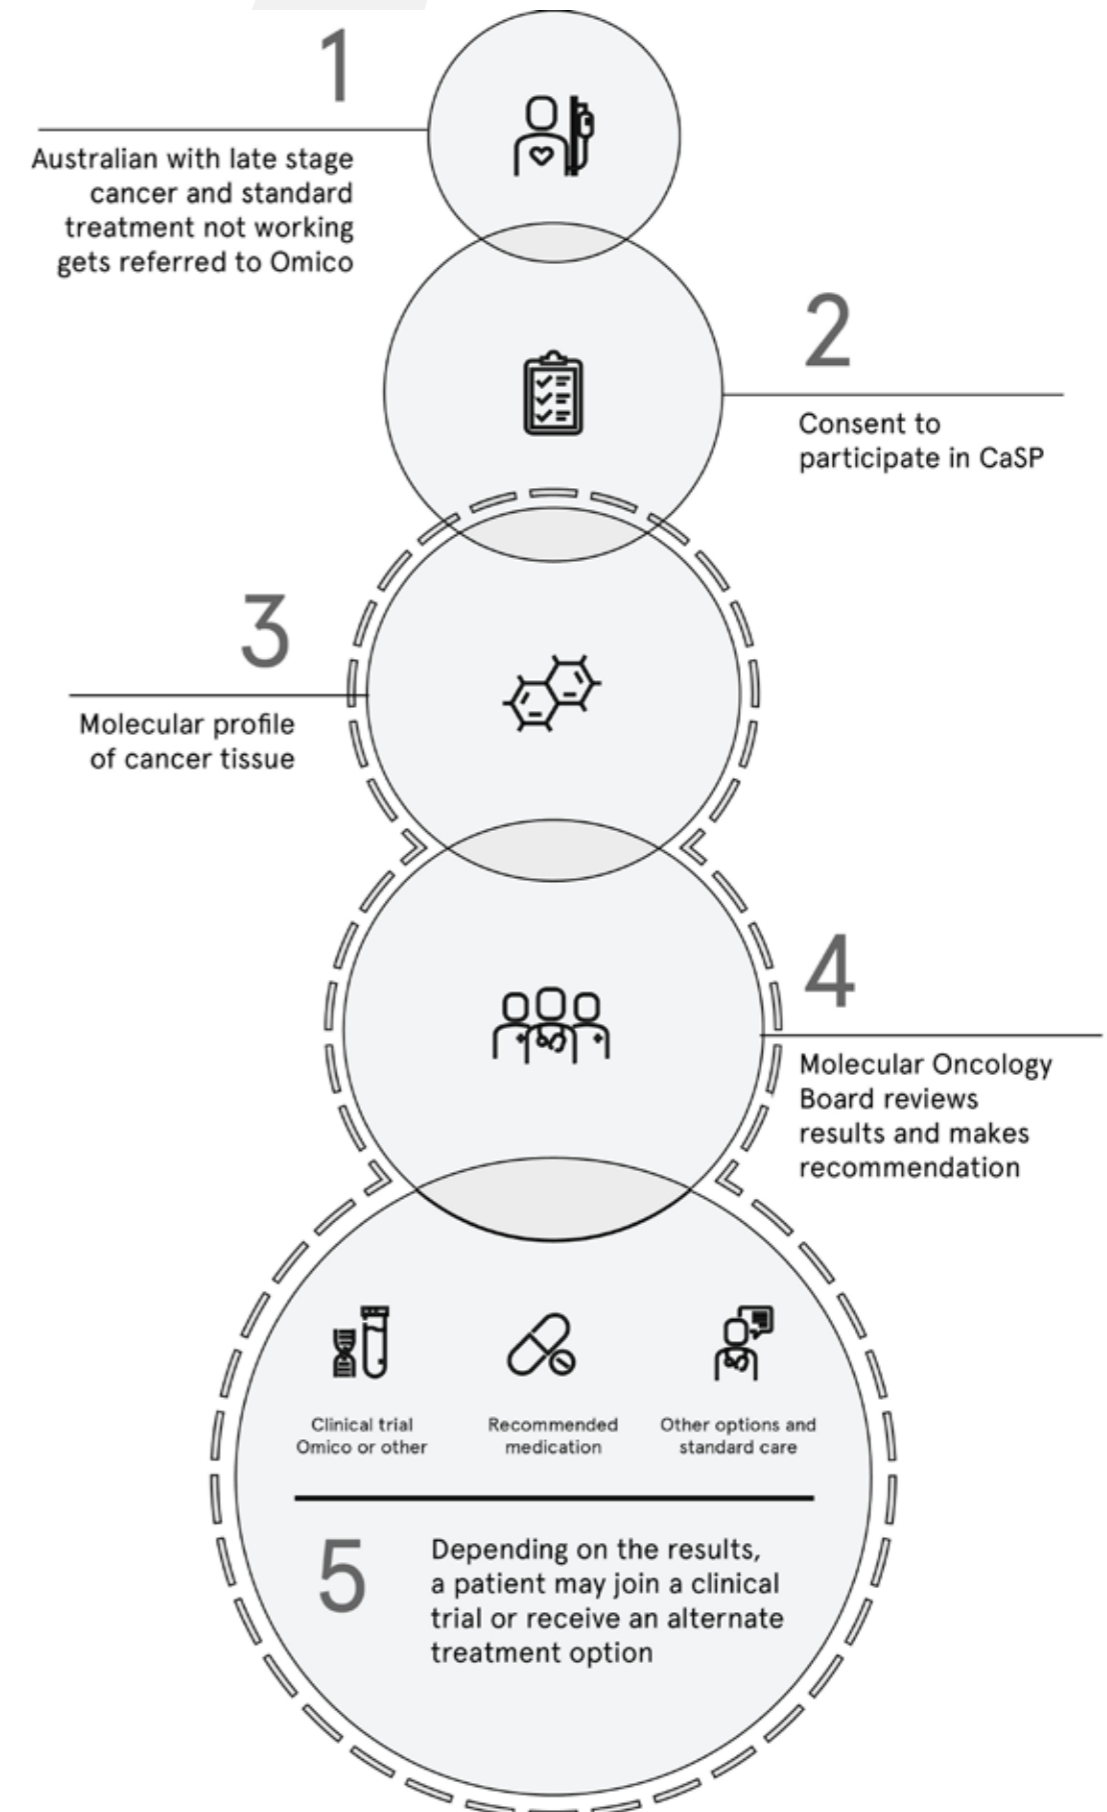 1
Australian with late stage
cancer and standard
treatment not working
gets referred to Omico
2
Consent to
participate in CaSP
3
Molecular profile
of cancer tissue
4
Molecular Oncology
Board reviews
results and makes
recommendation
Clinical trial
Omico or other
Recommended
medication
Other options and
standard care
5
Depending on the results,
a patient may join a clinical
trial or receive an alternate
treatment option